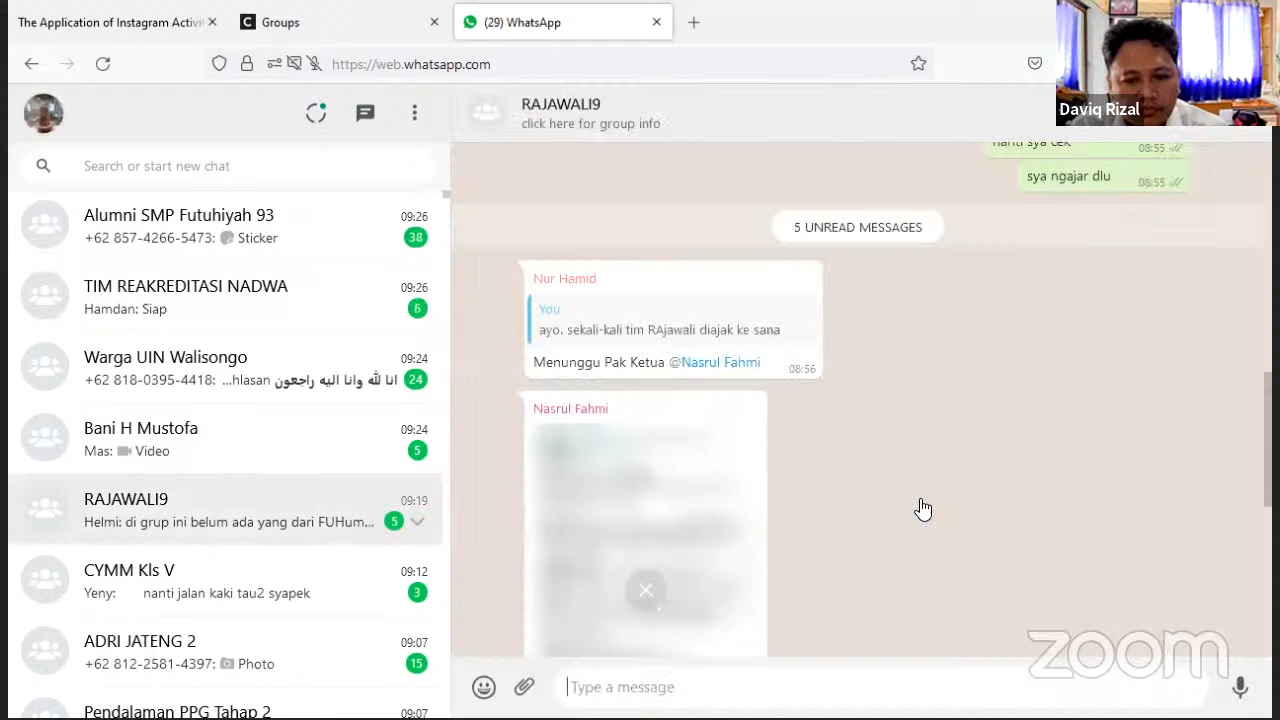 The Application of Instagram Activi
Groups
(29) WhatsApp
https://web.whatsapp.com
Daviq Rizal
Search or start new chat
Alumni SMP Futuhiyah 93
09:26
+62 857-4266-5473: Sticker
38
TIM REAKREDITASI NADWA
09:26
Hamdan: Siap
6
Warga UIN Walisongo
09:24
+62 818-0395-4418: ...hlasan انا لله وانا اليه راجعون
24
Bani H Mustofa
09:24
Mas: Video
5
RAJAWALI9
09:19
Helmi: di grup ini belum ada yang dari FUHum...
5
CYMM Kls V
09:12
Yeny: nanti jalan kaki tau2 syapek
3
ADRI JATENG 2
09:07
+62 812-2581-4397: Photo
15
Pendalaman PPG Tahap 2
09:07
RAJAWALI9
click here for group info
nanti sya cek
08:55
sya ngajar dlu
08:55
5 UNREAD MESSAGES
Nur Hamid
You
ayo. sekali-kali tim RAjawali diajak ke sana
Menunggu Pak Ketua @Nasrul Fahmi
08:56
Nasrul Fahmi
Type a message
zoom